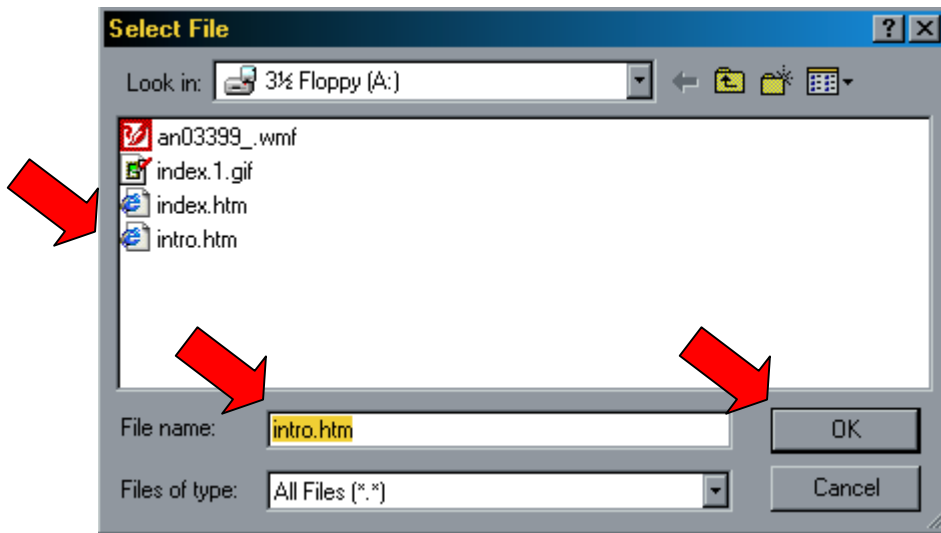 Select File
Look in: 3½ Floppy (A:)
an03399_.wmf
index.1.gif
index.htm
intro.htm
File name: intro.htm OK
Files of type: All Files (*.*) Cancel